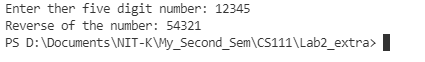 Enter ther five digit number: 12345
Reverse of the number: 54321
PS D:\Documents\NIT-K\My_Second_Sem\CS111\Lab2_extra>